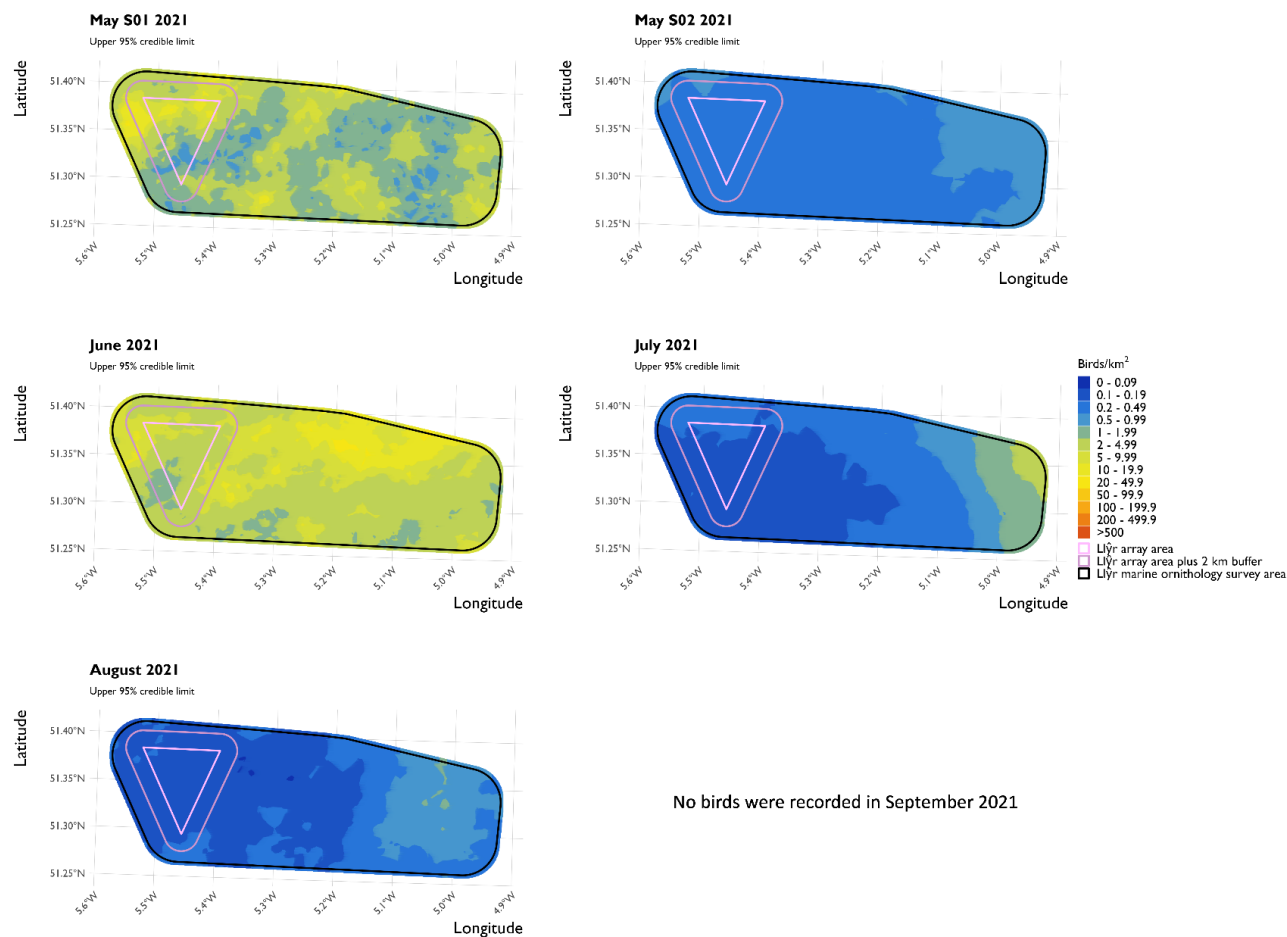 May S01 2021
Upper 95% credible limit
Latitude
51.40°N
51.35°N
51.30°N
51.25°N
5.6°W
5.5°W
5.4°W
5.3°W
5.2°W
5.1°W
5.0°W
4.9°W
Longitude
May S02 2021
Upper 95% credible limit
Latitude
51.40°N
51.35°N
51.30°N
51.25°N
5.6°W
5.5°W
5.4°W
5.3°W
5.2°W
5.1°W
5.0°W
4.9°W
Longitude
June 2021
Upper 95% credible limit
Latitude
51.40°N
51.35°N
51.30°N
51.25°N
5.6°W
5.5°W
5.4°W
5.3°W
5.2°W
5.1°W
5.0°W
4.9°W
Longitude
July 2021
Upper 95% credible limit
Latitude
51.40°N
51.35°N
51.30°N
51.25°N
5.6°W
5.5°W
5.4°W
5.3°W
5.2°W
5.1°W
5.0°W
4.9°W
Longitude
Birds/km²
0 - 0.09
0.1 - 0.19
0.2 - 0.49
0.5 - 0.99
1 - 1.99
2 - 4.99
5 - 9.99
10 - 19.9
20 - 49.9
50 - 99.9
100 - 199.9
200 - 499.9
>500
Llŷr array area
Llŷr array area plus 2 km buffer
Llŷr marine ornithology survey area
August 2021
Upper 95% credible limit
Latitude
51.40°N
51.35°N
51.30°N
51.25°N
5.6°W
5.5°W
5.4°W
5.3°W
5.2°W
5.1°W
5.0°W
4.9°W
Longitude
No birds were recorded in September 2021